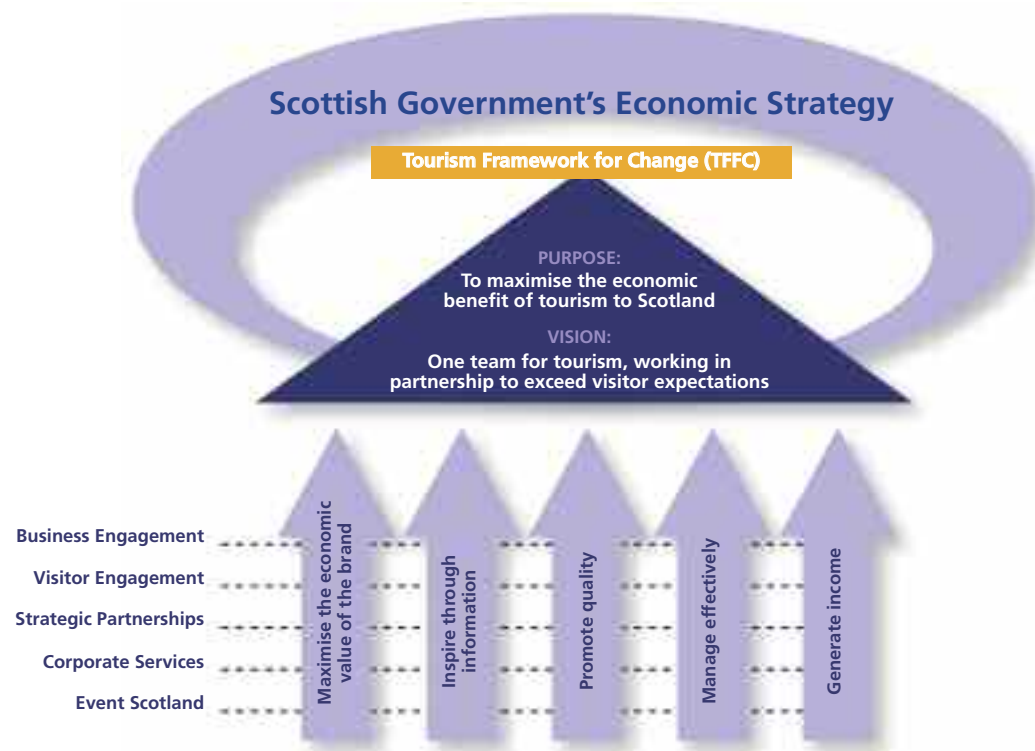 Scottish Government's Economic Strategy
Tourism Framework for Change (TFFC)
PURPOSE:
To maximise the economic
benefit of tourism to Scotland
VISION:
One team for tourism, working in
partnership to exceed visitor expectations
Business Engagement
Visitor Engagement
Strategic Partnerships
Corporate Services
Event Scotland
Maximise the economic
value of the brand
Inspire through
information
Promote quality
Manage effectively
Generate income